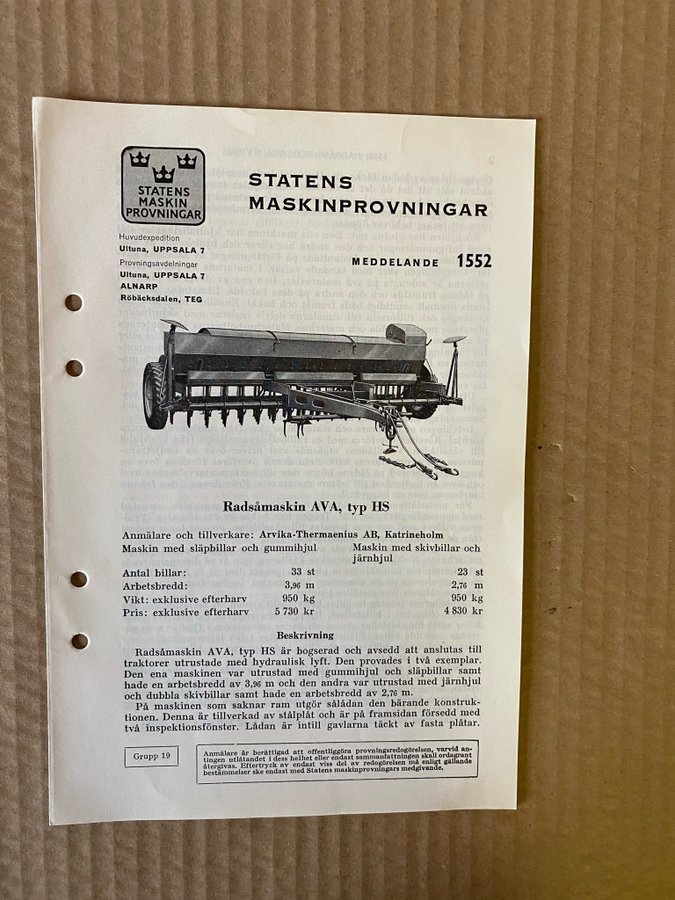 STATENS
MASKIN
PROVNINGAR
STATENS
MASKINPROVNINGAR
Huvudexpedition
Ultuna, UPPSALA 7
Provningsavdelningar
Ultuna, UPPSALA 7
ALNARP
Röbäcksdalen, TEG
MEDDELANDE 1552
Radsåmaskin AVA, typ HS
Anmälare och tillverkare: Arvika-Thermaenius AB, Katrineholm
Maskin med släpbillar och gummihjul Maskin med skivbillar och
järnhjul
Antal billar: 33 st 23 st
Arbetsbredd: 3,96 m 2,76 m
Vikt: exklusive efterharv 950 kg 950 kg
Pris: exklusive efterharv 5 730 kr 4 830 kr
Beskrivning
Radsåmaskin AVA, typ HS är bogserad och avsedd att anslutas till
traktorer utrustade med hydraulisk lyft. Den provades i två exemplar.
Den ena maskinen var utrustad med gummihjul och släpbillar samt
hade en arbetsbredd av 3,96 m och den andra var utrustad med järnhjul
och dubbla skivbillar samt hade en arbetsbredd av 2,76 m.
På maskinen som saknar ram utgör sålådan den bärande konstruk-
tionen. Denna är tillverkad av stålplåt och är på framsidan försedd med
två inspektionsfönster. Lådan är intill gavlarna täckt av fasta plåtar.
Grupp 19
Anmälare är berättigad att offentliggöra provningsredogörelsen, varvid an-
tingen utlåtandet i dess helhet eller endast sammanfattningen skall ordagrant
återgivas. Eftertryck av endast viss del av redogörelsen må enligt gällande
bestämmelser ske endast med Statens maskinprovningars medgivande.